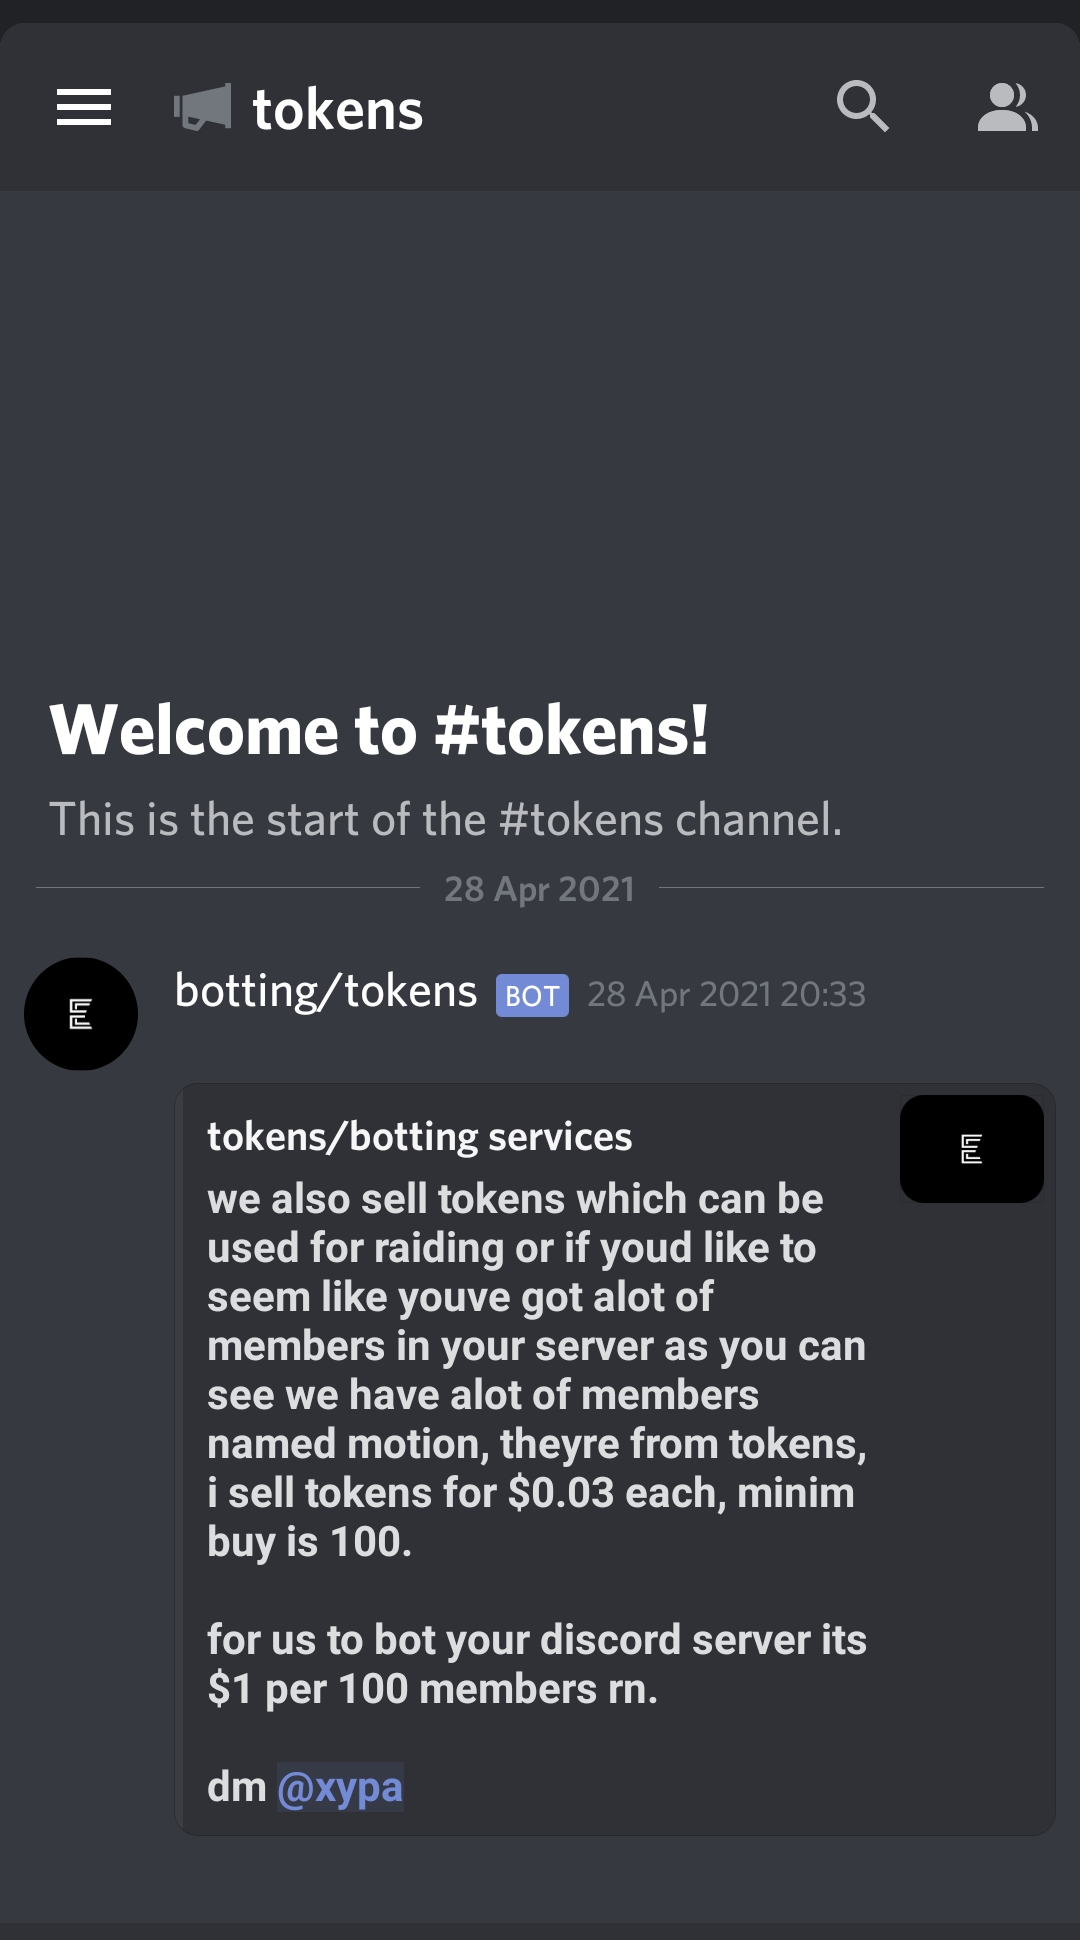 tokens
Welcome to #tokens!
This is the start of the #tokens channel.
28 Apr 2021
botting/tokens BOT 28 Apr 2021 20:33
E
tokens/botting services
E
we also sell tokens which can be
used for raiding or if youd like to
seem like youve got alot of
members in your server as you can
see we have alot of members
named motion, theyre from tokens,
i sell tokens for $0.03 each, minim
buy is 100.
for us to bot your discord server its
$1 per 100 members rn.
dm @xypa